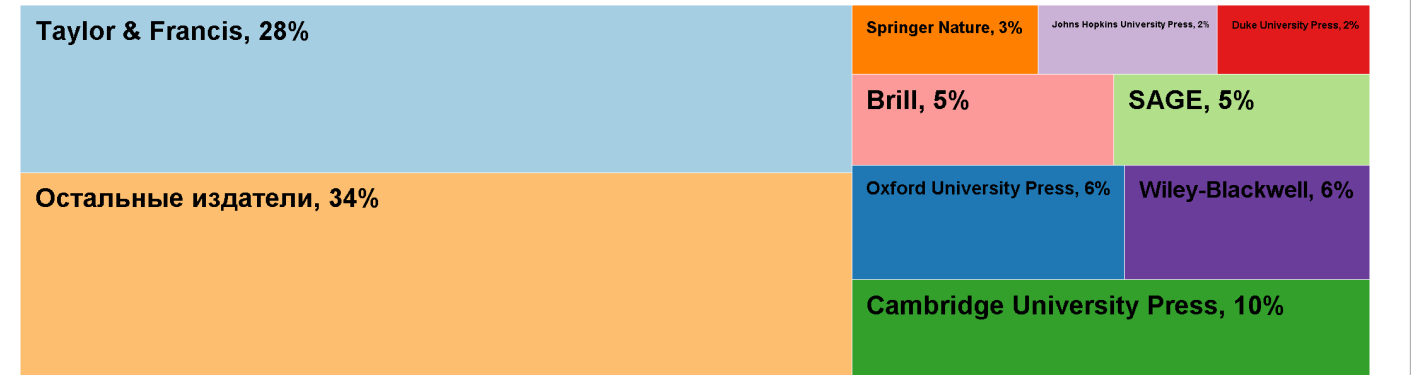 Taylor & Francis, 28%
Остальные издатели, 34%
Springer Nature, 3%
Johns Hopkins University Press, 2%
Duke University Press, 2%
Brill, 5%
SAGE, 5%
Oxford University Press, 6%
Wiley-Blackwell, 6%
Cambridge University Press, 10%